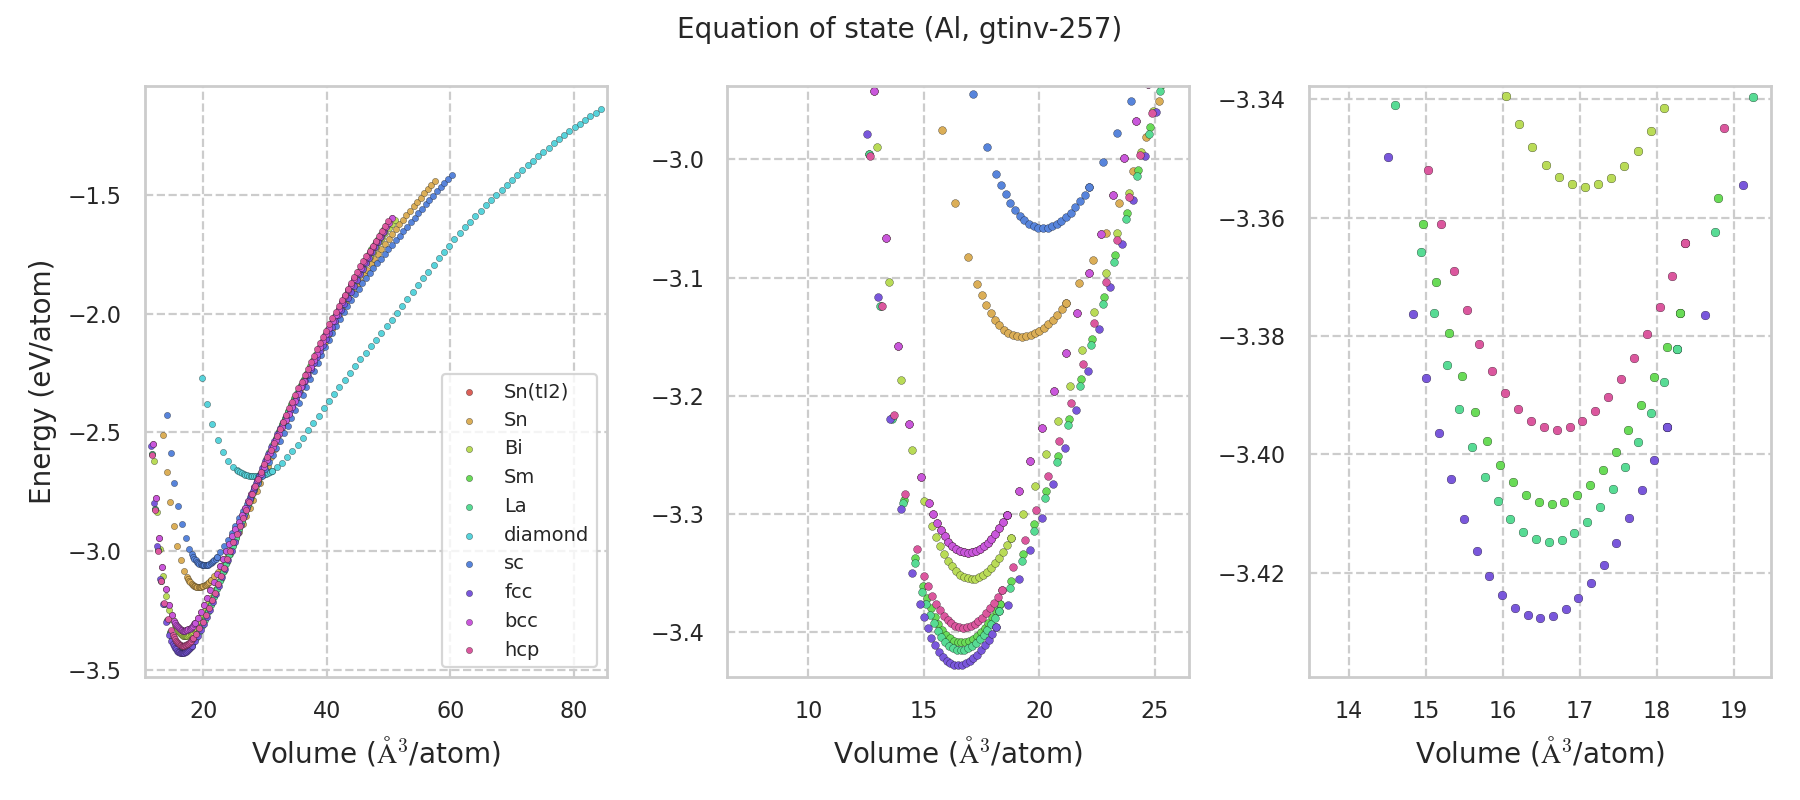 Equation of state (Al, gtinv-257)
Energy (eV/atom)
−1.5
−2.0
−2.5
−3.0
−3.5
20 40 60 80
Volume (Å³/atom)
Sn(tI2)
Sn
Bi
Sm
La
diamond
sc
fcc
bcc
hcp
−3.0
−3.1
−3.2
−3.3
−3.4
10 15 20 25
Volume (Å³/atom)
−3.34
−3.36
−3.38
−3.40
−3.42
14 15 16 17 18 19
Volume (Å³/atom)